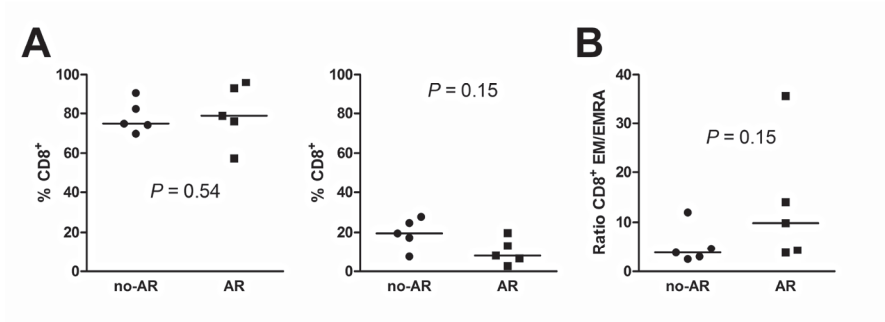 A
B
100
80
60
40
20
0
% CD8⁺
P = 0.54
no-AR
AR
100
80
60
40
20
0
% CD8⁺
P = 0.15
no-AR
AR
40
30
20
10
0
Ratio CD8⁺ EM/EMRA
P = 0.15
no-AR
AR